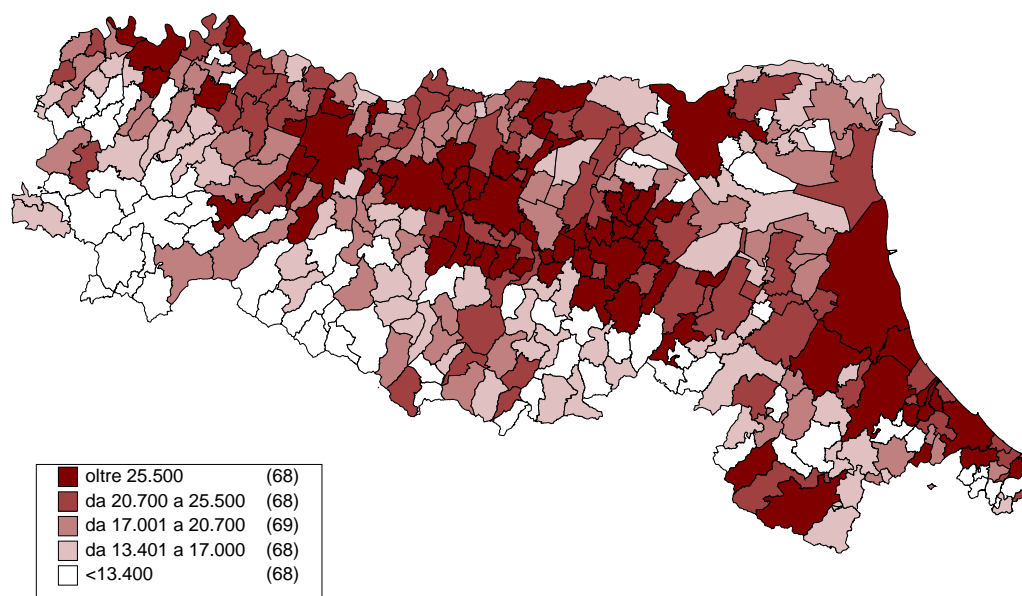 oltre 25.500 (68)
da 20.700 a 25.500 (68)
da 17.001 a 20.700 (69)
da 13.401 a 17.000 (68)
<13.400 (68)